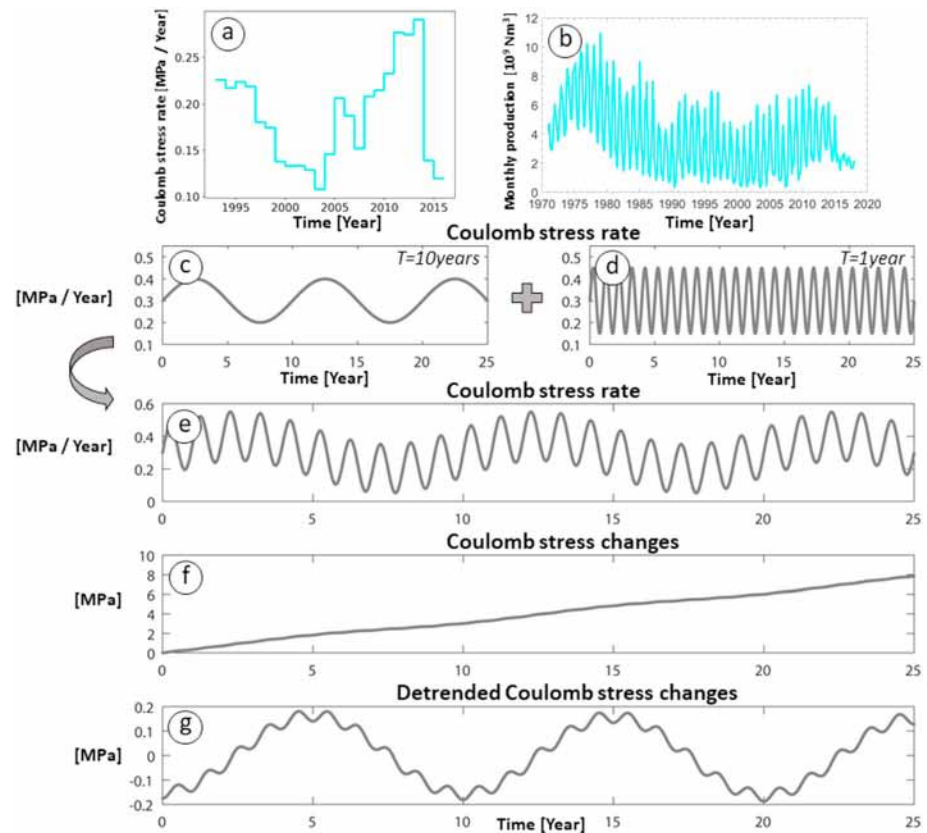 a
Coulomb stress rate [MPa / Year]
0.25
0.20
0.15
0.10
1995 2000 2005 2010 2015
Time [Year]
b
Monthly production [10⁹ Nm³]
12
10
8
6
4
2
0
1970 1975 1980 1985 1990 1995 2000 2005 2010 2015 2020
Time [Year]
Coulomb stress rate
c
T=10years
[MPa / Year]
0.5
0.4
0.3
0.2
0.1
0 5 10 15 20 25
Time [Year]
d
T=1year
0.5
0.4
0.3
0.2
0.1
0 5 10 15 20 25
Time [Year]
Coulomb stress rate
e
[MPa / Year]
0.6
0.4
0.2
0
0 5 10 15 20 25
Coulomb stress changes
f
[MPa]
10
8
6
4
2
0
0 5 10 15 20 25
Detrended Coulomb stress changes
g
[MPa]
0.2
0.1
0
-0.1
-0.2
0 5 10 15 20 25
Time [Year]